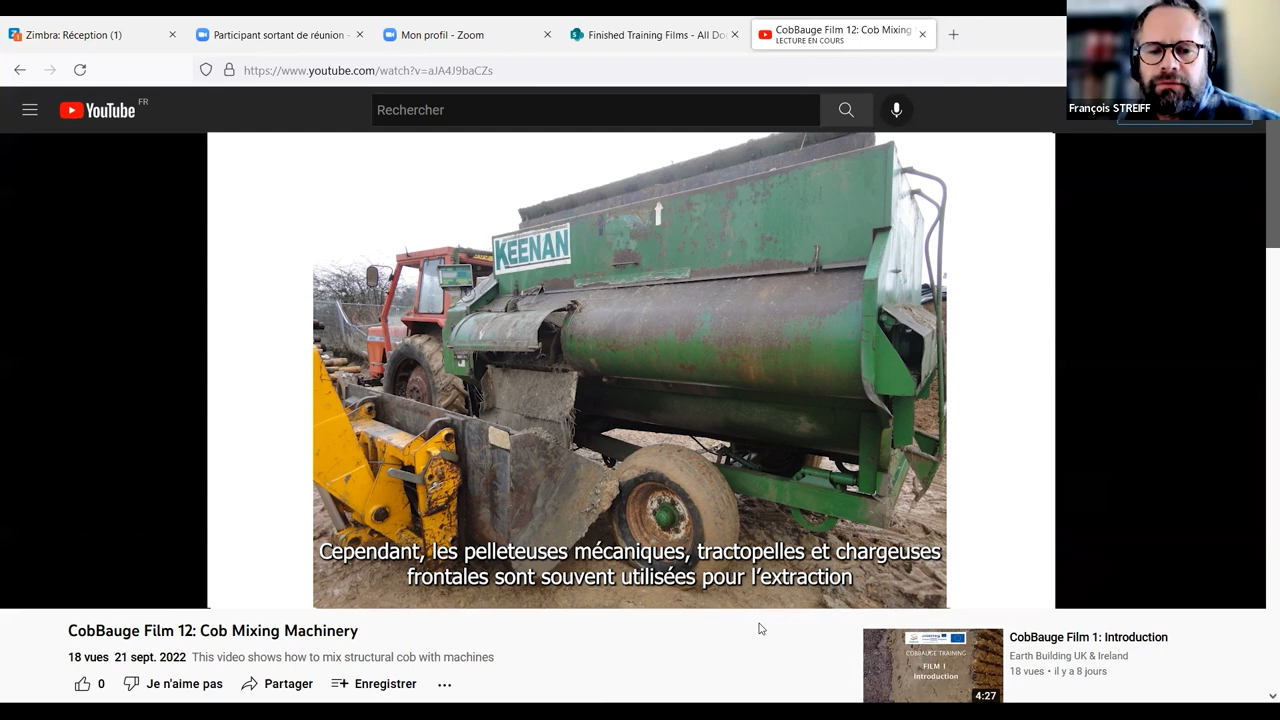 Zimbra: Réception (1)
Participant sortant de réunion -
Mon profil - Zoom
Finished Training Films - All Do
CobBauge Film 12: Cob Mixing
LECTURE EN COURS
https://www.youtube.com/watch?v=aJA4J9baCZs
François STREIFF
YouTube FR
Rechercher
KEENAN
Cependant, les pelleteuses mécaniques, tractopelles et chargeuses
frontales sont souvent utilisées pour l'extraction
CobBauge Film 12: Cob Mixing Machinery
18 vues 21 sept. 2022 This video shows how to mix structural cob with machines
0 Je n'aime pas Partager Enregistrer
COBBAUGE TRAINING
FILM 1
Introduction
4:27
CobBauge Film 1: Introduction
Earth Building UK & Ireland
18 vues • il y a 8 jours